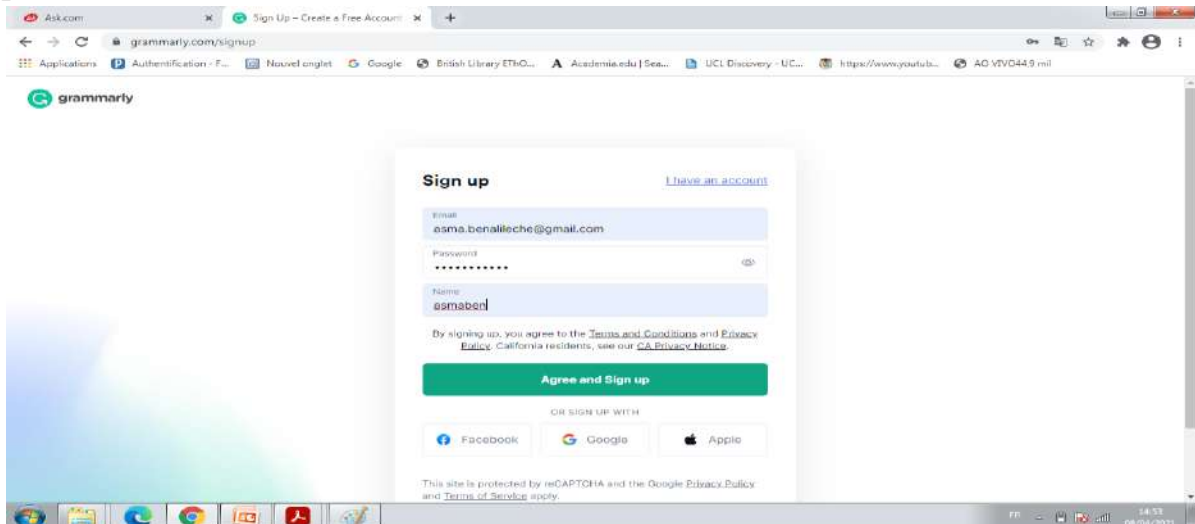 Ask.com
Sign Up – Create a Free Account
grammarly.com/signup
Applications Authentification - F... Nouvel onglet Google British Library EThO... Academia.edu | Sea... UCL Discovery - UC... https://www.youtub... AO VIVO44,9 mil
grammarly
Sign up
I have an account
Email
asma.benalileche@gmail.com
Password
•••••••••••
Name
asmaben
By signing up, you agree to the Terms and Conditions and Privacy
Policy. California residents, see our CA Privacy Notice.
Agree and Sign up
OR SIGN UP WITH
Facebook Google Apple
This site is protected by reCAPTCHA and the Google Privacy Policy
and Terms of Service apply.
FR
14:53